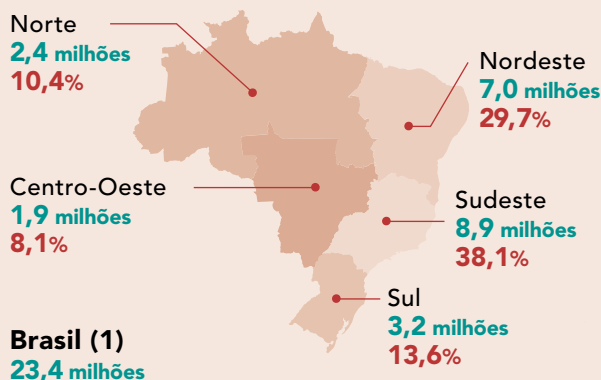 Norte
2,4 milhões
10,4%
Nordeste
7,0 milhões
29,7%
Centro-Oeste
1,9 milhões
8,1%
Sudeste
8,9 milhões
38,1%
Sul
3,2 milhões
13,6%
Brasil (1)
23,4 milhões